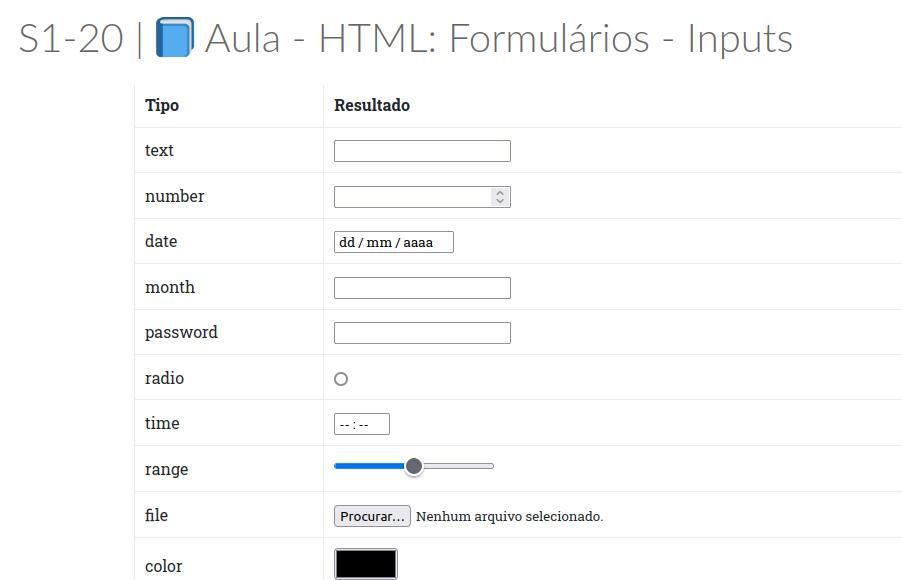 S1-20 | 📘 Aula - HTML: Formulários - Inputs
Tipo Resultado
text
number
date dd / mm / aaaa
month
password
radio
time -- : --
range
file Procurar... Nenhum arquivo selecionado.
color